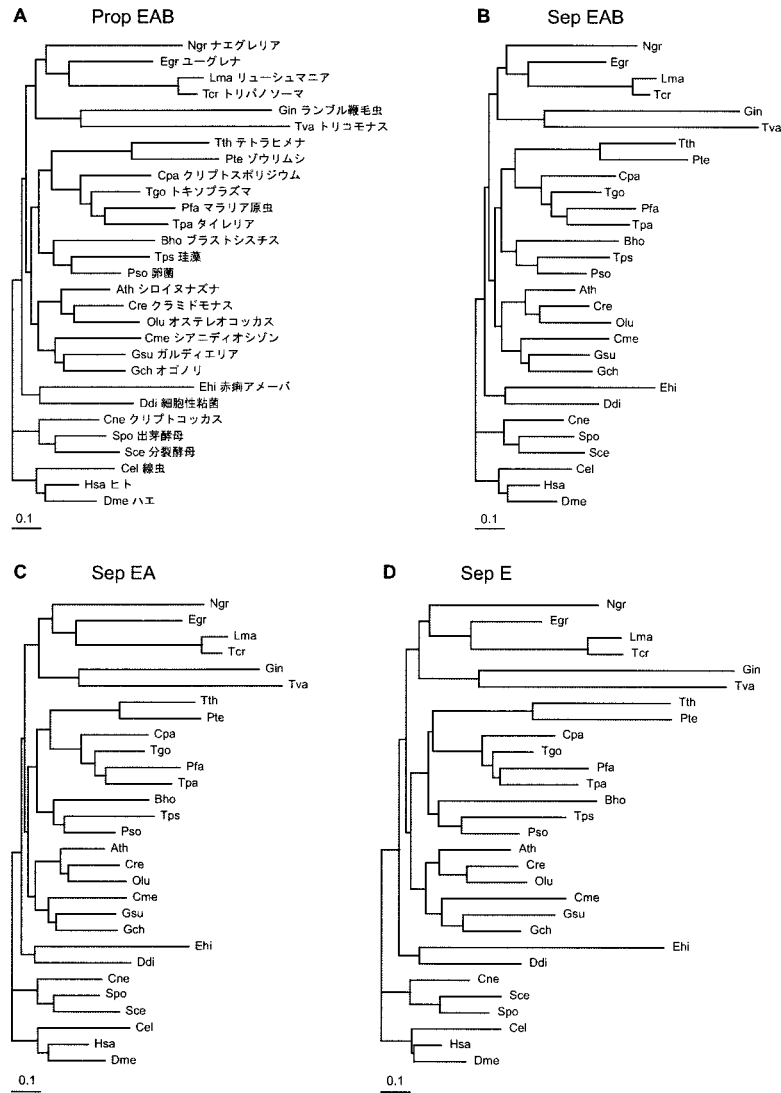 A
Prop EAB
Ngr ナエグレリア
Egr ユーグレナ
Lma リューシュマニア
Tcr トリパノソーマ
Gin ランブル鞭毛虫
Tva トリコモナス
Tth テトラヒメナ
Pte ゾウリムシ
Cpa クリプトスポリジウム
Tgo トキソプラズマ
Pfa マラリア原虫
Tpa タイレリア
Bho ブラストシスチス
Tps 珪藻
Pso 卵菌
Ath シロイヌナズナ
Cre クラミドモナス
Olu オステレオコッカス
Cme シアニディオシゾン
Gsu ガルディエリア
Gch オゴノリ
Ehi 赤痢アメーバ
Ddi 細胞性粘菌
Cne クリプトコッカス
Spo 出芽酵母
Sce 分裂酵母
Cel 線虫
Hsa ヒト
Dme ハエ
0.1
B
Sep EAB
Ngr
Egr
Lma
Tcr
Gin
Tva
Tth
Pte
Cpa
Tgo
Pfa
Tpa
Bho
Tps
Pso
Ath
Cre
Olu
Cme
Gsu
Gch
Ehi
Ddi
Cne
Spo
Sce
Cel
Hsa
Dme
0.1
C
Sep EA
Ngr
Egr
Lma
Tcr
Gin
Tva
Tth
Pte
Cpa
Tgo
Pfa
Tpa
Bho
Tps
Pso
Ath
Cre
Olu
Cme
Gsu
Gch
Ehi
Ddi
Cne
Spo
Sce
Cel
Hsa
Dme
0.1
D
Sep E
Ngr
Egr
Lma
Tcr
Gin
Tva
Tth
Pte
Cpa
Tgo
Pfa
Tpa
Bho
Tps
Pso
Ath
Cre
Olu
Cme
Gsu
Gch
Ehi
Ddi
Cne
Sce
Spo
Cel
Hsa
Dme
0.1